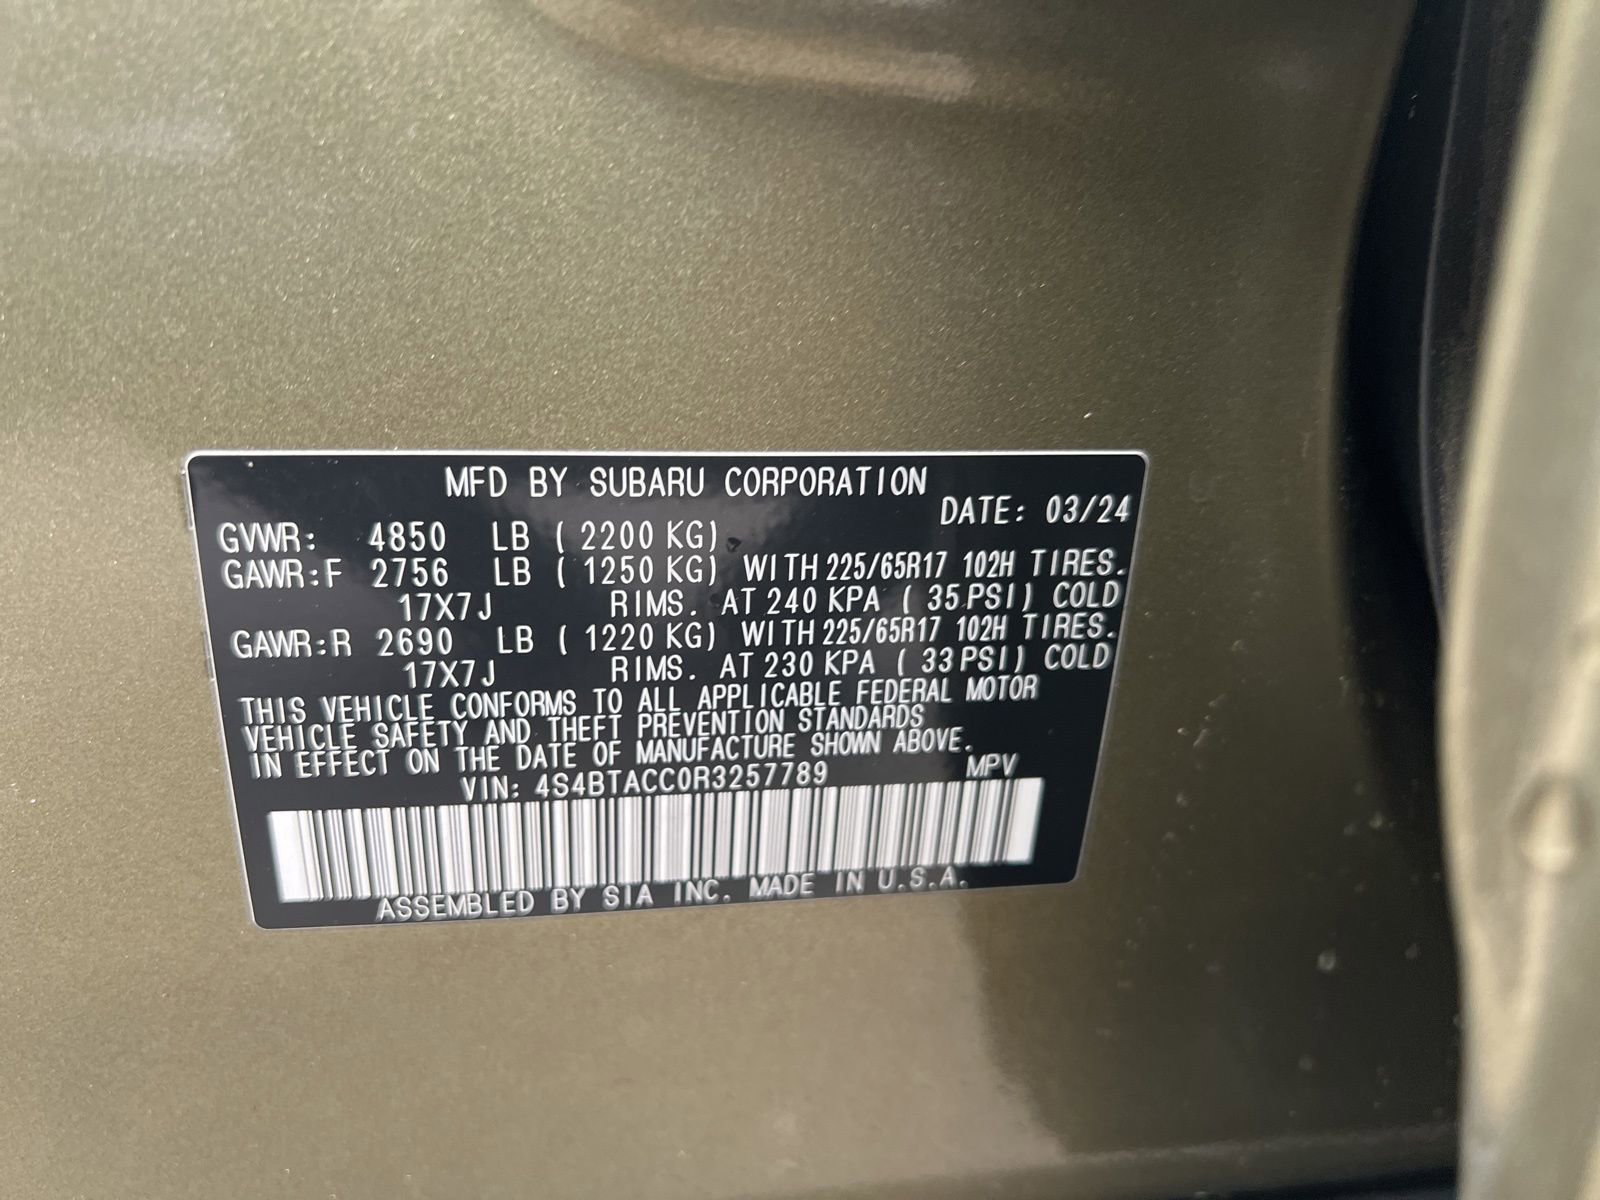 MFD BY SUBARU CORPORATION
DATE: 03/24
GVWR: 4850 LB ( 2200 KG)
GAWR:F 2756 LB ( 1250 KG) WITH 225/65R17 102H TIRES.
17X7J RIMS. AT 240 KPA ( 35 PSI) COLD
GAWR:R 2690 LB ( 1220 KG) WITH 225/65R17 102H TIRES.
17X7J RIMS. AT 230 KPA ( 33 PSI) COLD
THIS VEHICLE CONFORMS TO ALL APPLICABLE FEDERAL MOTOR
VEHICLE SAFETY AND THEFT PREVENTION STANDARDS
IN EFFECT ON THE DATE OF MANUFACTURE SHOWN ABOVE.
VIN: 4S4BTACC0R3257789 MPV
ASSEMBLED BY SIA INC. MADE IN U.S.A.